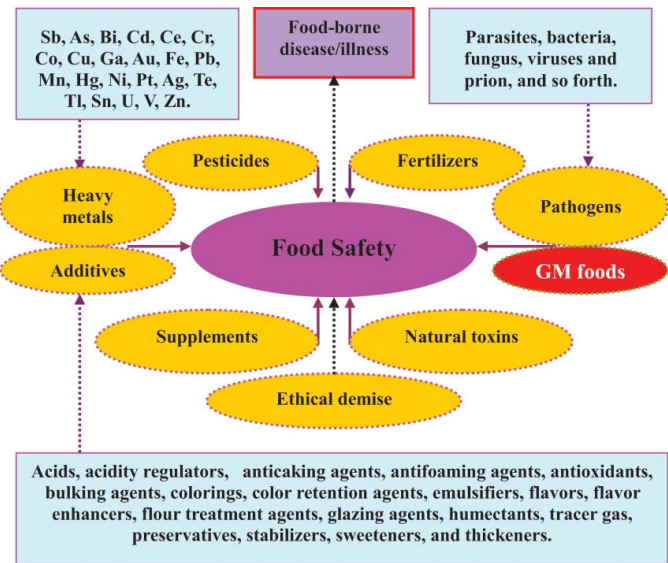 Sb, As, Bi, Cd, Ce, Cr,
Co, Cu, Ga, Au, Fe, Pb,
Mn, Hg, Ni, Pt, Ag, Te,
Tl, Sn, U, V, Zn.
Food-borne
disease/illness
Parasites, bacteria,
fungus, viruses and
prion, and so forth.
Pesticides
Fertilizers
Heavy
metals
Pathogens
Food Safety
Additives
GM foods
Supplements
Natural toxins
Ethical demise
Acids, acidity regulators, anticaking agents, antifoaming agents, antioxidants,
bulking agents, colorings, color retention agents, emulsifiers, flavors, flavor
enhancers, flour treatment agents, glazing agents, humectants, tracer gas,
preservatives, stabilizers, sweeteners, and thickeners.